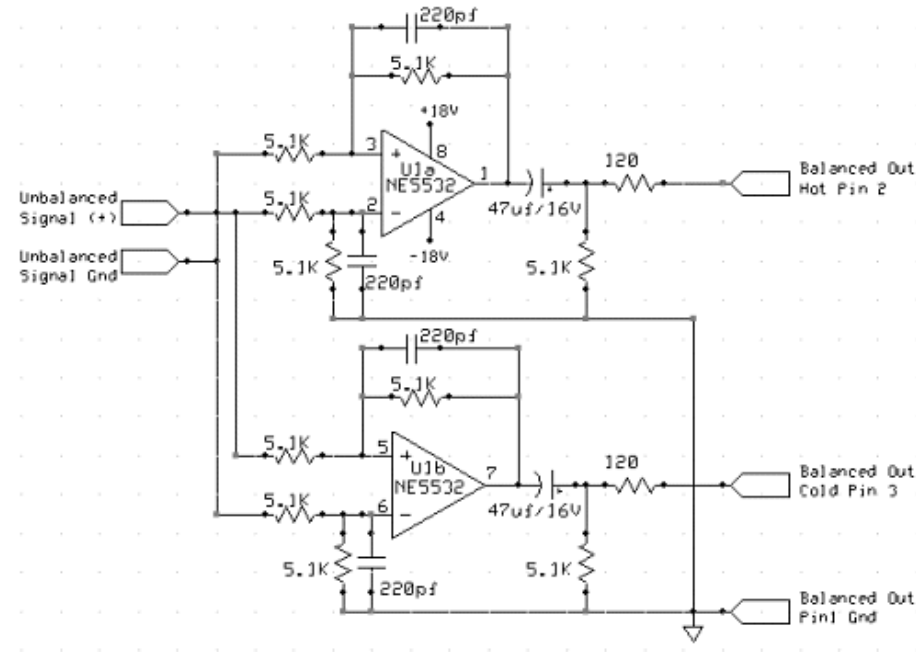 220pf
5.1K
+18V
5.1K
3
8
+
U1a
1
NE5532
120
Balanced Out
Hot Pin 2
Unbalanced
Signal (+)
5.1K
2
-
4
47uf/16V
-18V
Unbalanced
Signal Gnd
5.1K
220pf
5.1K
220pf
5.1K
5.1K
5
+
U1b
7
NE5532
120
Balanced Out
Cold Pin 3
5.1K
6
-
47uf/16V
5.1K
220pf
5.1K
Balanced Out
Pin1 Gnd